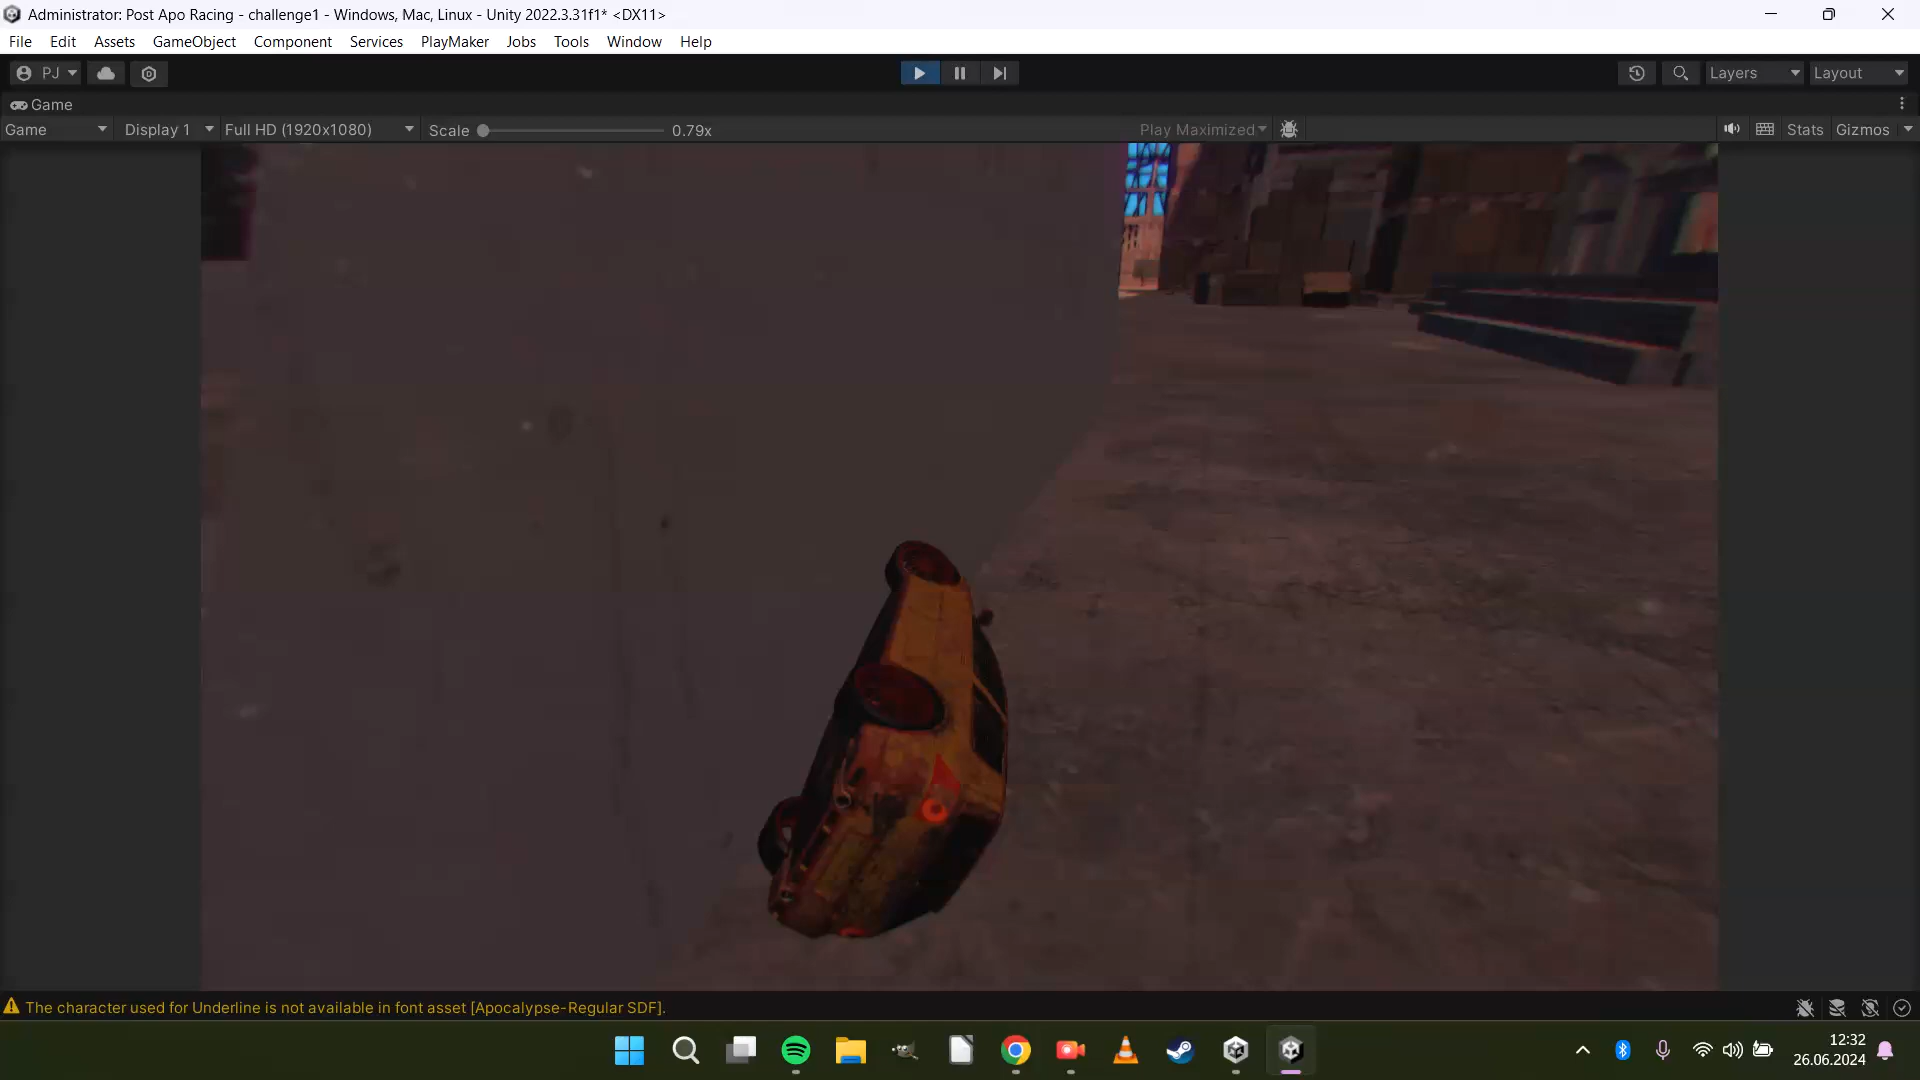 Administrator: Post Apo Racing - challenge1 - Windows, Mac, Linux - Unity 2022.3.31f1* <DX11>
File Edit Assets GameObject Component Services PlayMaker Jobs Tools Window Help
PJ Layers Layout
Game
Game Display 1 Full HD (1920x1080) Scale 0.79x Play Maximized Stats Gizmos
The character used for Underline is not available in font asset [Apocalypse-Regular SDF].
12:32
26.06.2024